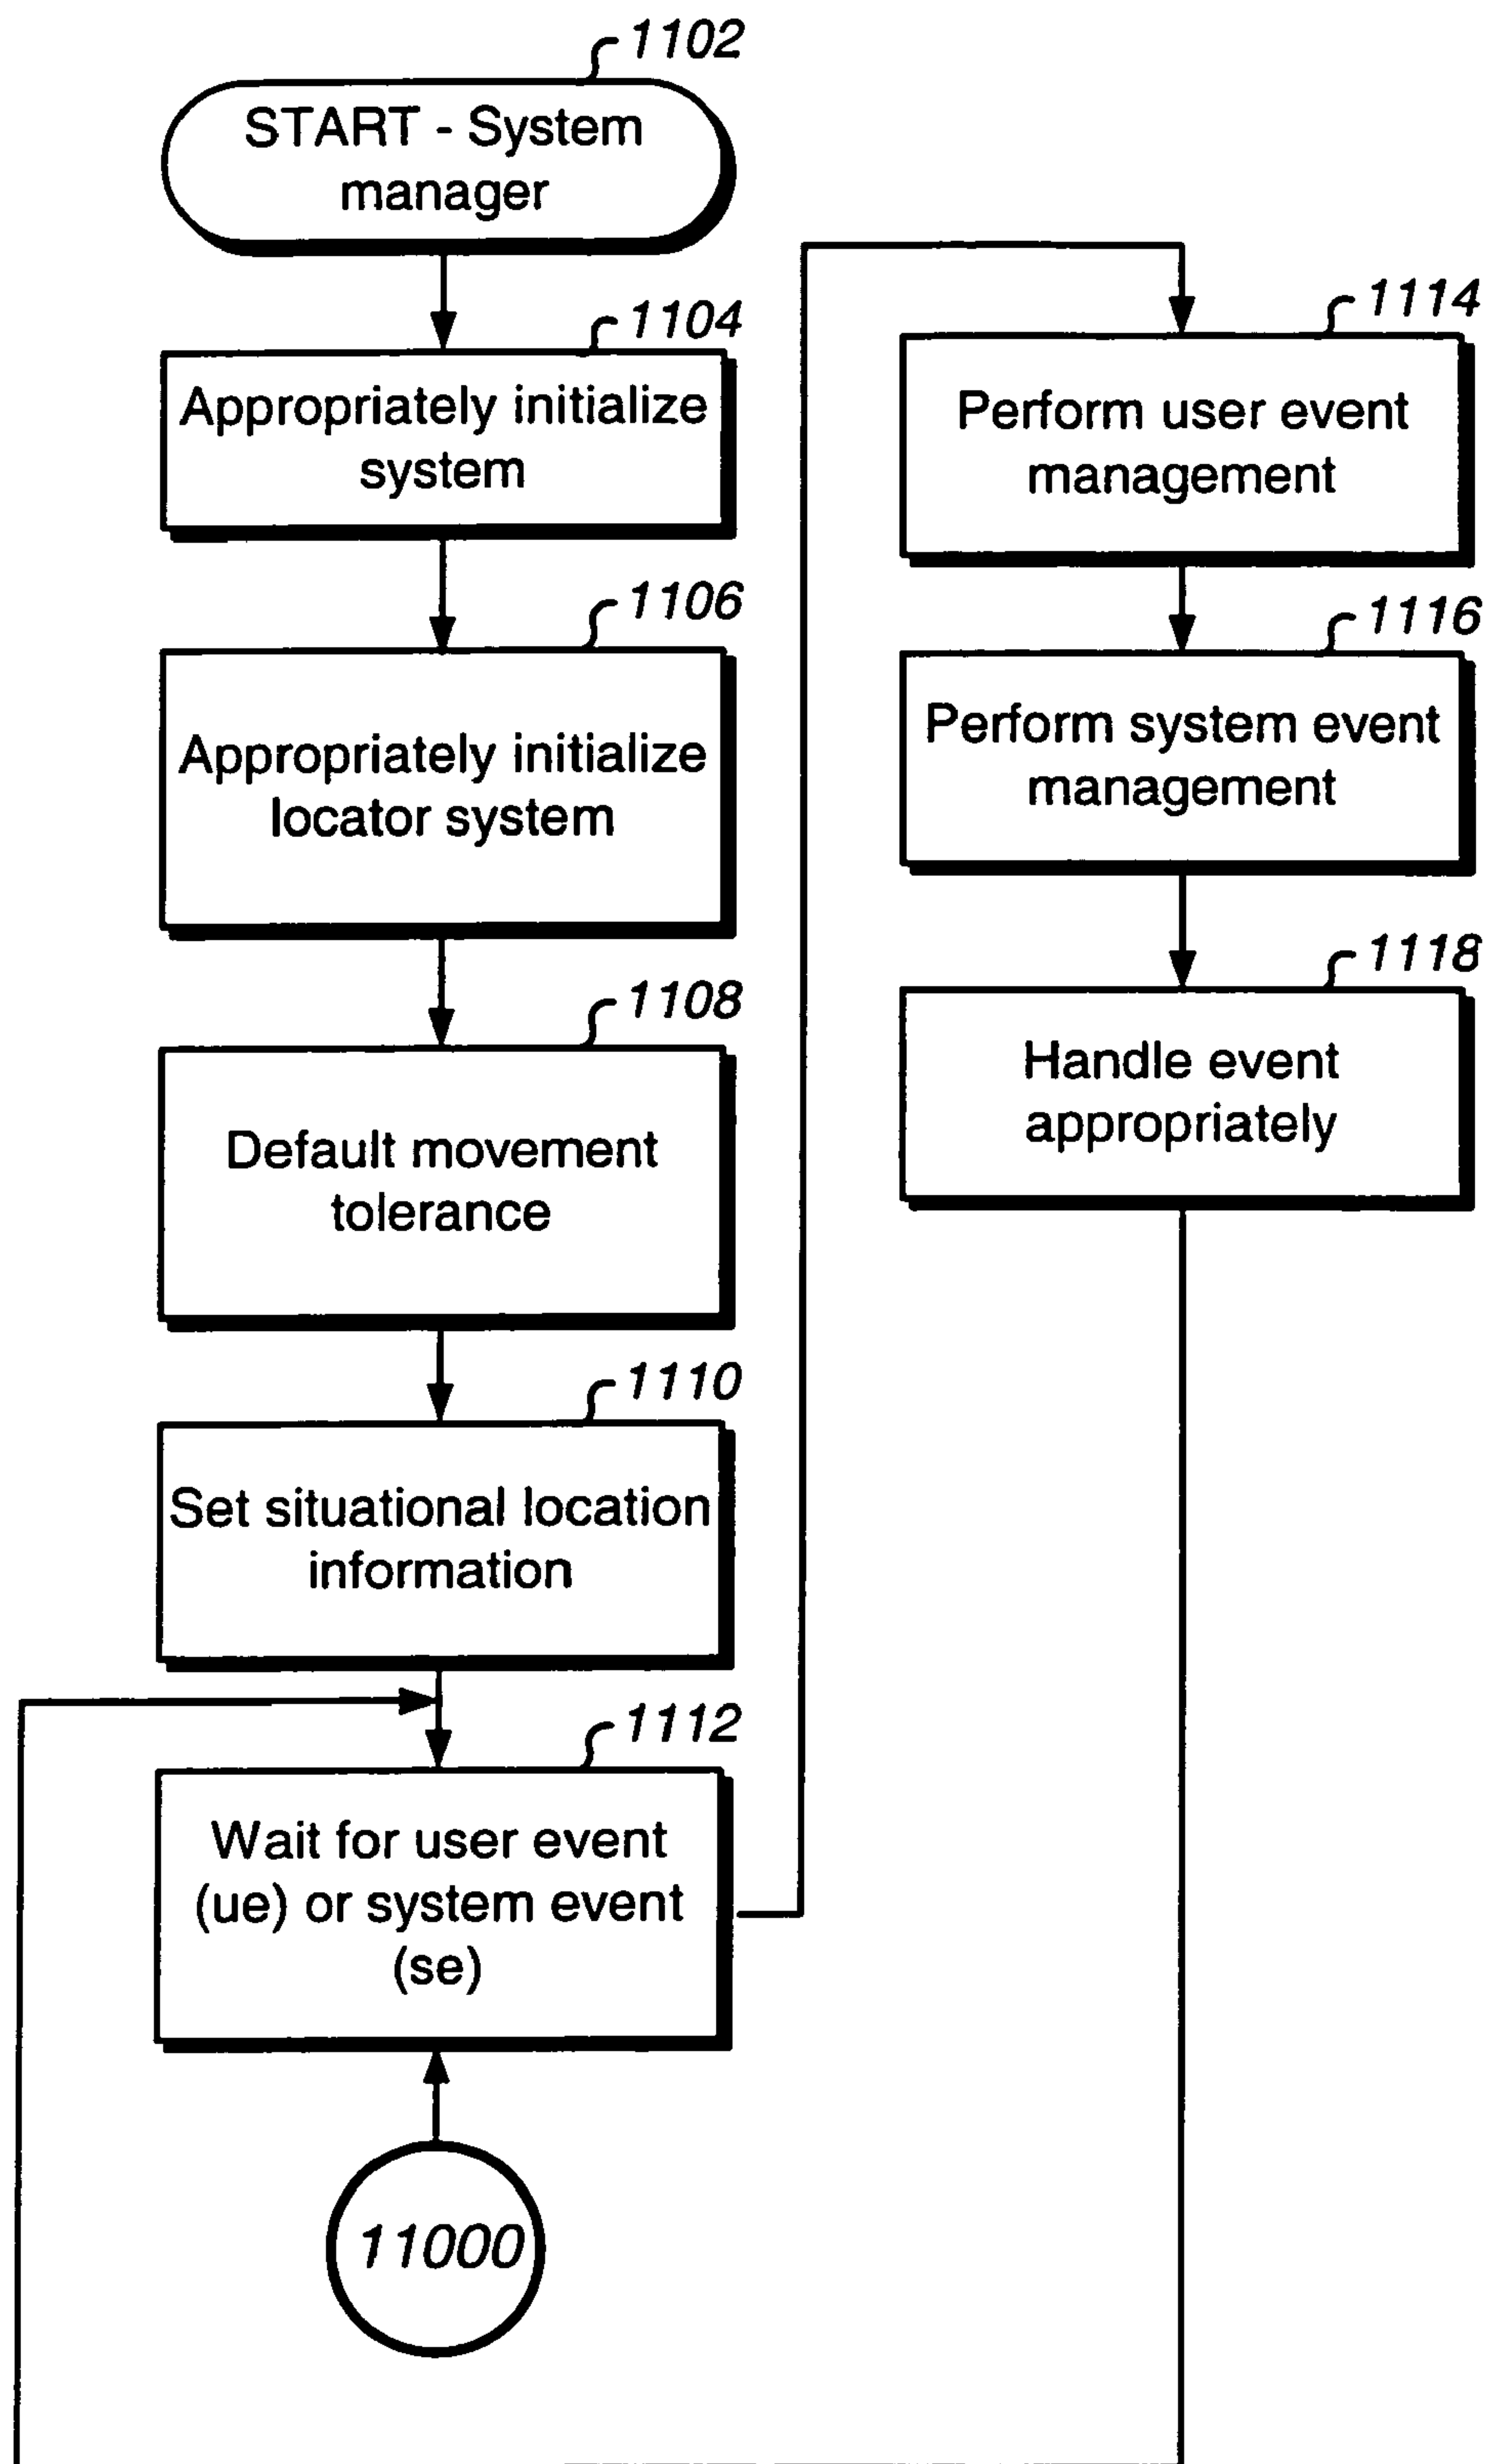 1102
START - System
manager
1104
Appropriately initialize
system
1106
Appropriately initialize
locator system
1108
Default movement
tolerance
1110
Set situational location
information
1112
Wait for user event
(ue) or system event
(se)
11000
1114
Perform user event
management
1116
Perform system event
management
1118
Handle event
appropriately